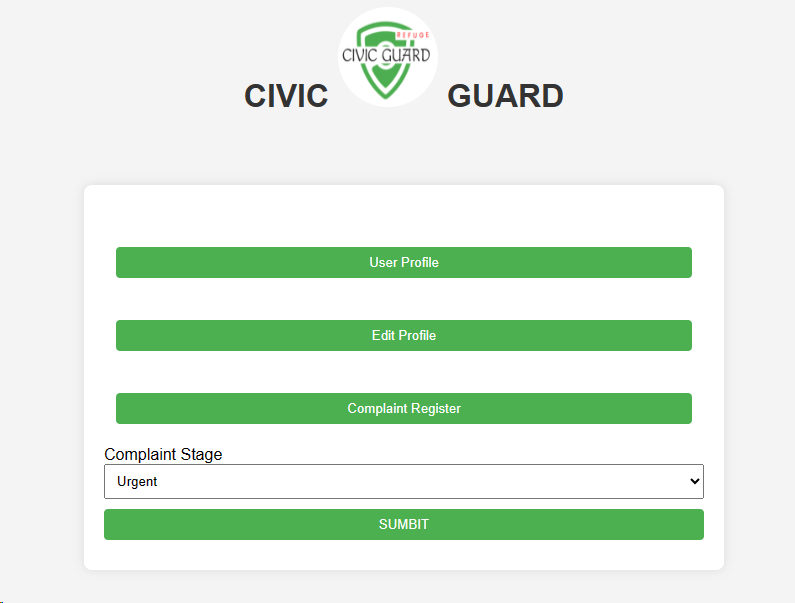 REFUGE
CIVIC GUARD
CIVIC GUARD
User Profile
Edit Profile
Complaint Register
Complaint Stage
Urgent
SUMBIT